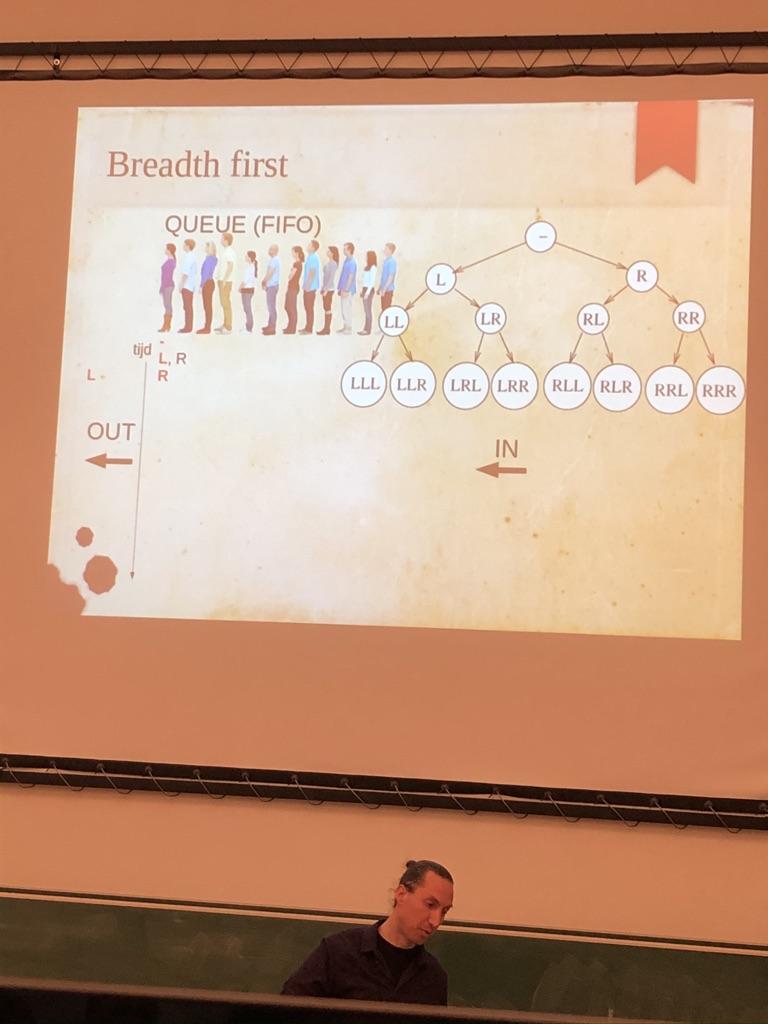 Breadth first
QUEUE (FIFO)
-
L R
LL LR RL RR
LLL LLR LRL LRR RLL RLR RRL RRR
tijd -
L, R
L R
OUT
IN